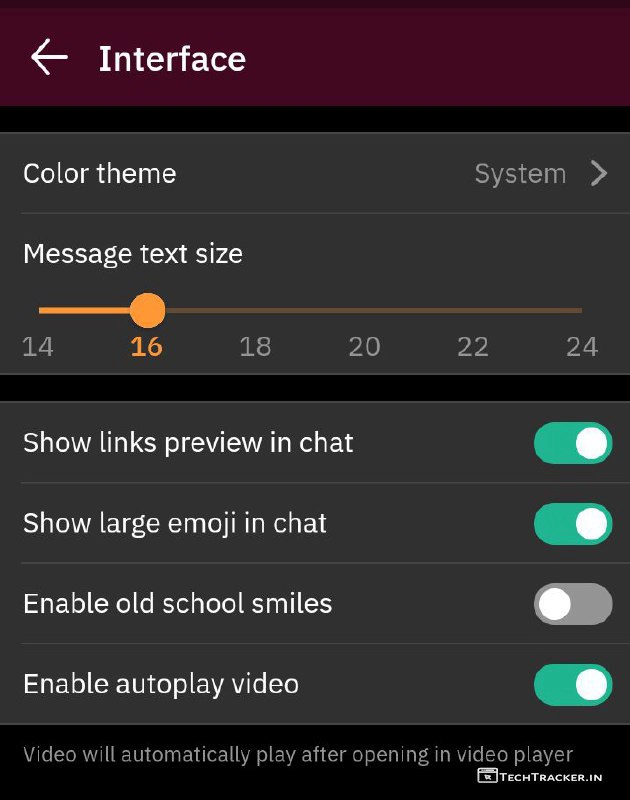 Interface
Color theme System
Message text size
14 16 18 20 22 24
Show links preview in chat
Show large emoji in chat
Enable old school smiles
Enable autoplay video
Video will automatically play after opening in video player
TECHTRACKER.IN